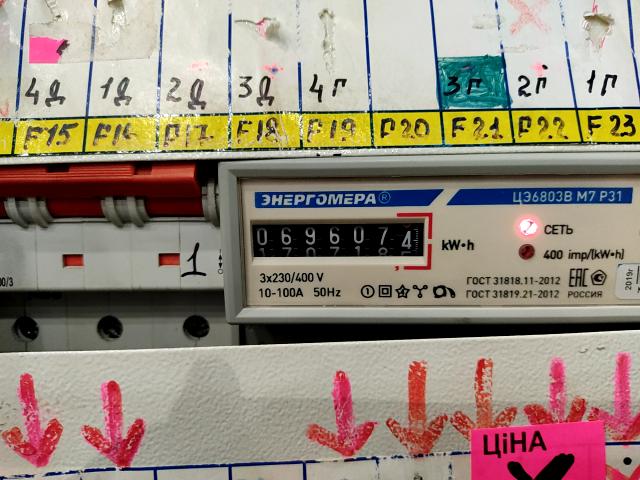 4Д 1Д 2Д 3Д 4Г 3Г 2Г 1Г
F15 F16 F17 F18 F19 F20 F21 F22 F23
ЭНЕРГОМЕРА® ЦЭ6803В М7 Р31
0696074 kW•h
СЕТЬ
400 imp/(kW•h)
3x230/400 V
10-100A 50Hz
ГОСТ 31818.11-2012
ГОСТ 31819.21-2012 РОССИЯ
EAC
2019г
1
ЦіНА